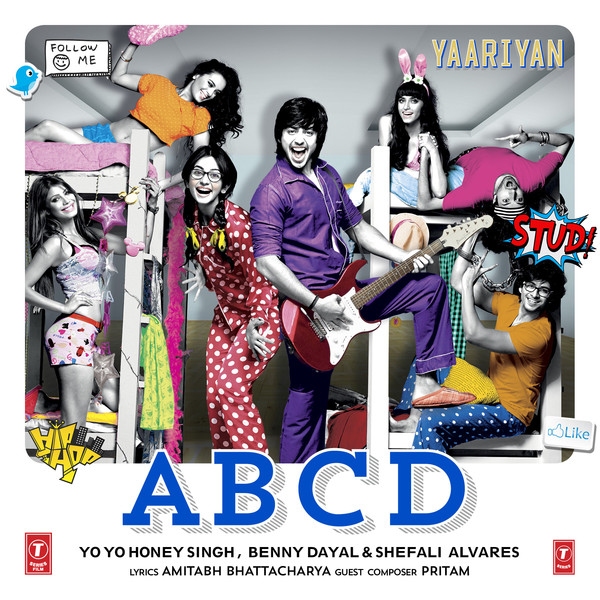 FOLLOW
ME
YAARIYAN
STUD!
HIP
HOP
Like
ABCD
YO YO HONEY SINGH, BENNY DAYAL & SHEFALI ALVARES
LYRICS AMITABH BHATTACHARYA GUEST COMPOSER PRITAM
T
SERIES
FILM
T
SERIES